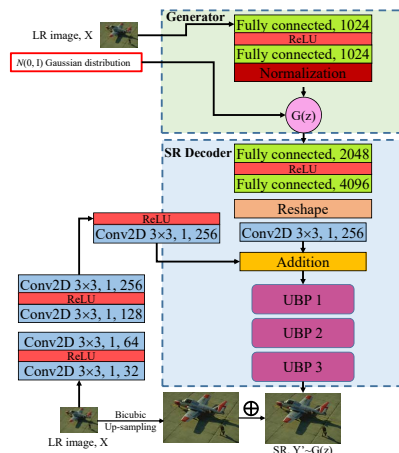 Generator
LR image, X
Fully connected, 1024
ReLU
Fully connected, 1024
Normalization
N(0, I) Gaussian distribution
G(z)
SR Decoder
Fully connected, 2048
ReLU
Fully connected, 4096
Reshape
Conv2D 3×3, 1, 256
Addition
UBP 1
UBP 2
UBP 3
ReLU
Conv2D 3×3, 1, 256
Conv2D 3×3, 1, 256
ReLU
Conv2D 3×3, 1, 128
Conv2D 3×3, 1, 64
ReLU
Conv2D 3×3, 1, 32
LR image, X
Bicubic
Up-sampling
⊕
SR, Y'~G(z)